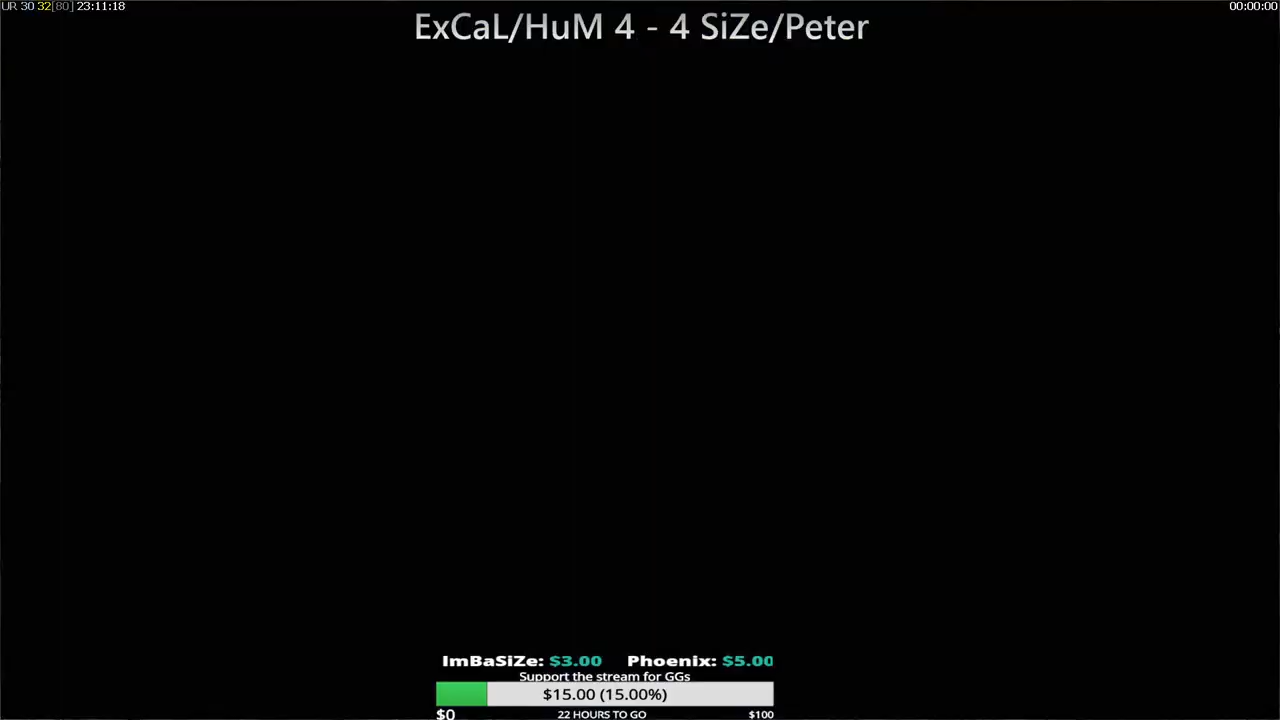 UR 30 32[80] 23:11:18
00:00:00
ExCaL/HuM 4 - 4 SiZe/Peter
ImBaSiZe: $3.00 Phoenix: $5.00
Support the stream for GGs
$15.00 (15.00%)
$0 22 HOURS TO GO $100